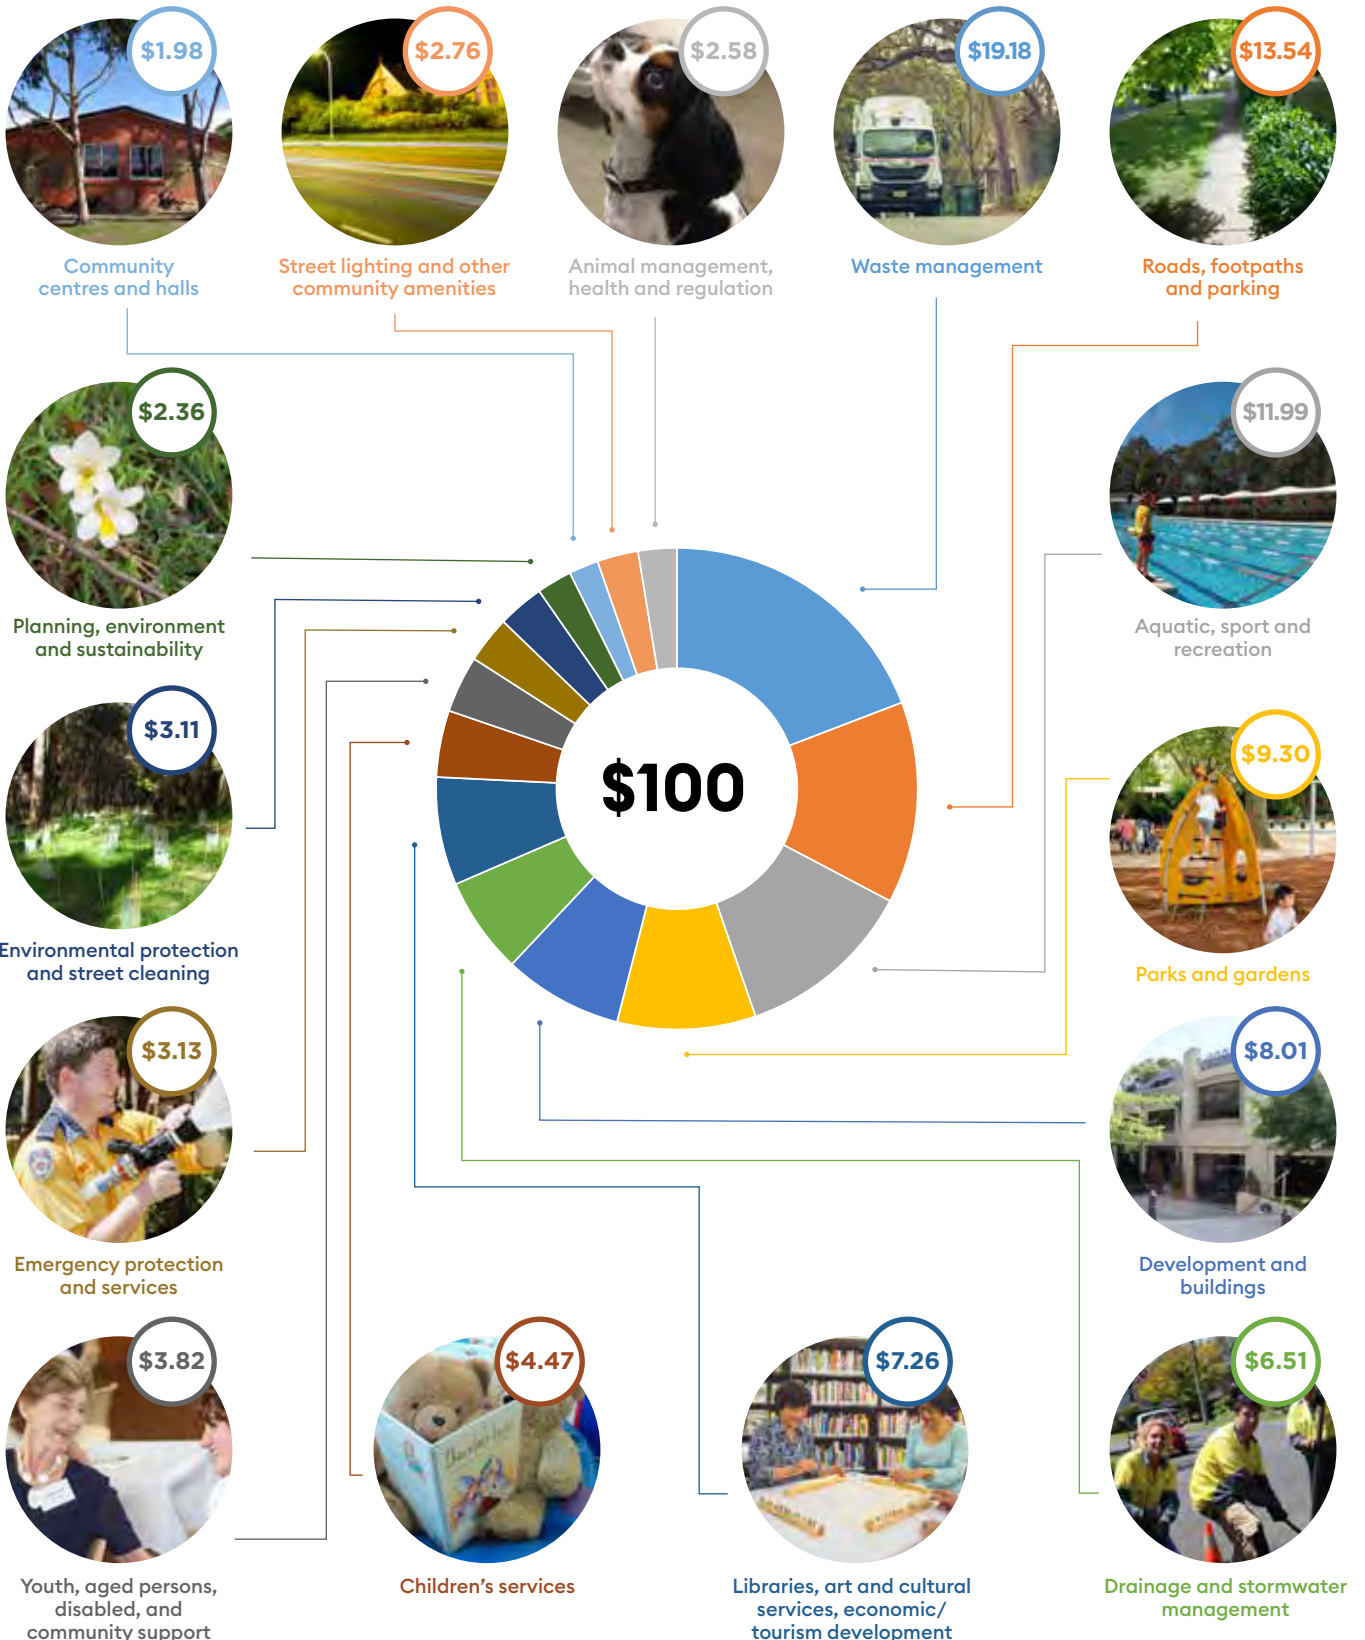 $1.98
Community
centres and halls
$2.76
Street lighting and other
community amenities
$2.58
Animal management,
health and regulation
$19.18
Waste management
$13.54
Roads, footpaths
and parking
$2.36
Planning, environment
and sustainability
$11.99
Aquatic, sport and
recreation
$3.11
Environmental protection
and street cleaning
$100
$9.30
Parks and gardens
$3.13
Emergency protection
and services
$8.01
Development and
buildings
$3.82
Youth, aged persons,
disabled, and
community support
$4.47
Children's services
$7.26
Libraries, art and cultural
services, economic/
tourism development
$6.51
Drainage and stormwater
management